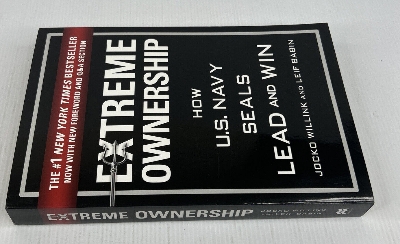 THE #1 NEW YORK TIMES BESTSELLER
NOW WITH NEW FOREWORD AND Q&A SECTION
EXTREME
OWNERSHIP
HOW
U.S. NAVY
SEALS
LEAD AND WIN
JOCKO WILLINK AND LEIF BABIN
EXTREME OWNERSHIP